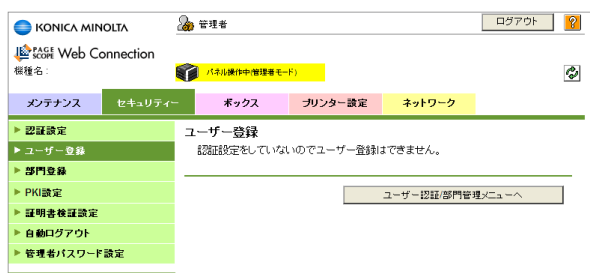 KONICA MINOLTA
管理者
ログアウト
?
PAGE SCOPE Web Connection
機種名 :
パネル操作中(管理者モード)
メンテナンス
セキュリティー
ボックス
プリンター設定
ネットワーク
認証設定
ユーザー登録
部門登録
PKI設定
証明書検証設定
自動ログアウト
管理者パスワード設定
ユーザー登録
認証設定をしていないのでユーザー登録はできません。
ユーザー認証/部門管理メニューへ